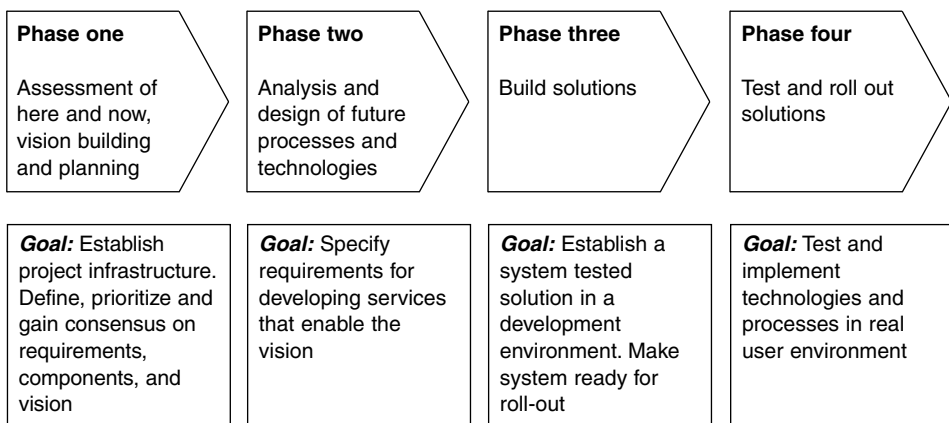 Phase one
Assessment of
here and now,
vision building
and planning
Phase two
Analysis and
design of future
processes and
technologies
Phase three
Build solutions
Phase four
Test and roll out
solutions
Goal: Establish
project infrastructure.
Define, prioritize and
gain consensus on
requirements,
components, and
vision
Goal: Specify
requirements for
developing services
that enable the
vision
Goal: Establish a
system tested
solution in a
development
environment. Make
system ready for
roll-out
Goal: Test and
implement
technologies and
processes in real
user environment